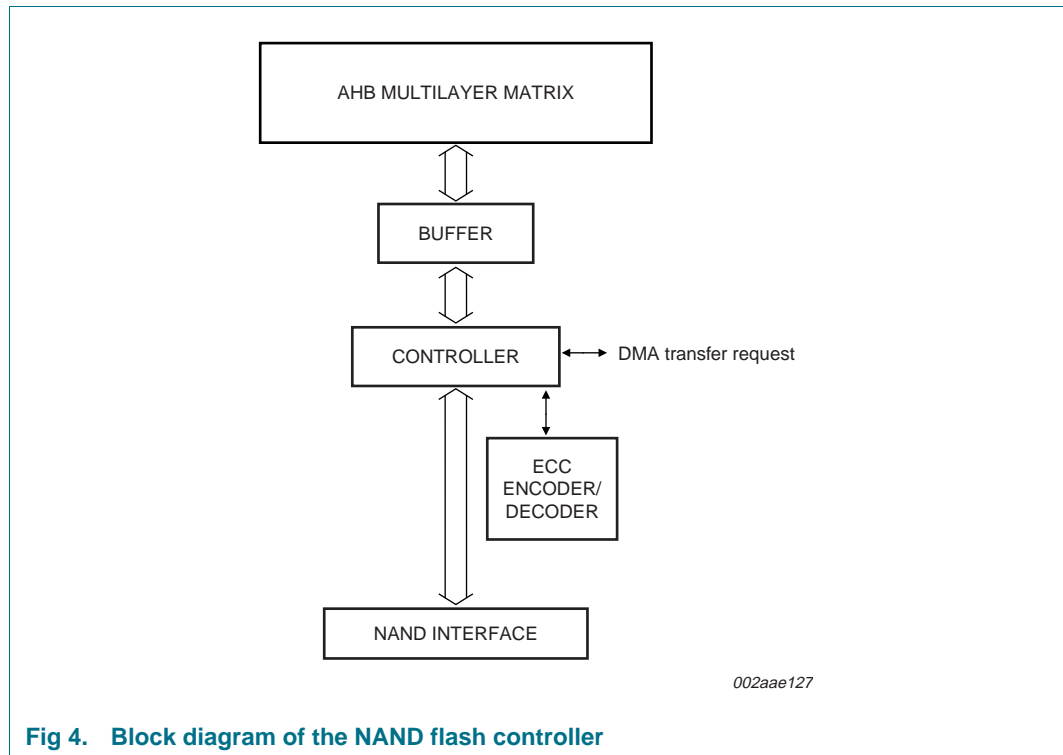 AHB MULTILAYER MATRIX
BUFFER
CONTROLLER
DMA transfer request
ECC
ENCODER/
DECODER
NAND INTERFACE
002aae127
Fig 4. Block diagram of the NAND flash controller